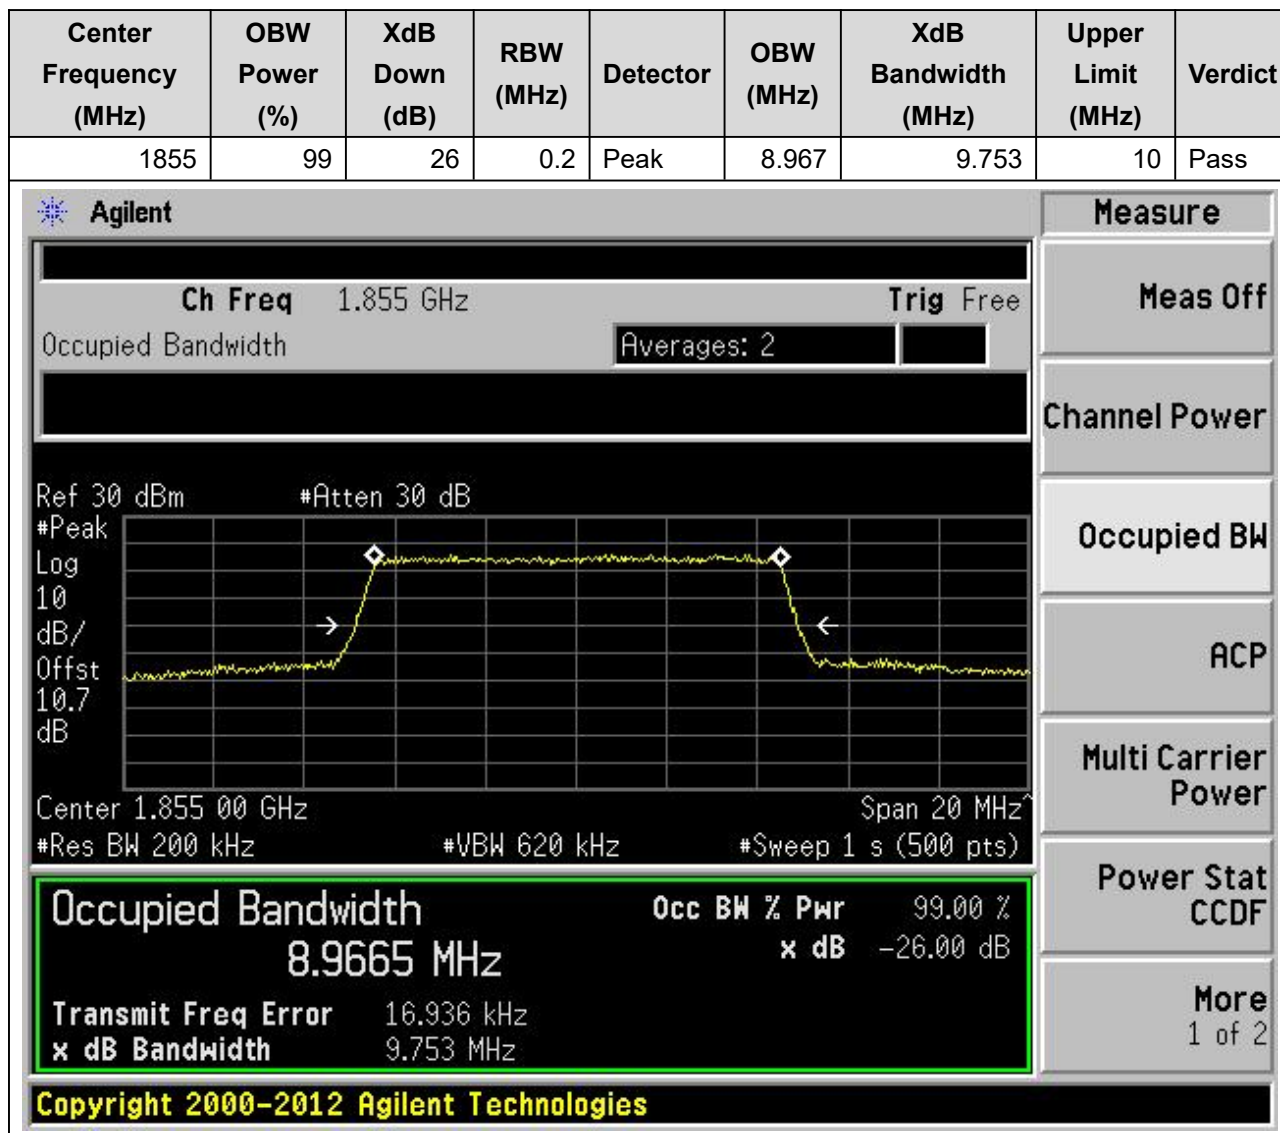 Center Frequency (MHz) OBW Power (%) XdB Down (dB) RBW (MHz) Detector OBW (MHz) XdB Bandwidth (MHz) Upper Limit (MHz) Verdict
1855 99 26 0.2 Peak 8.967 9.753 10 Pass
Agilent
Measure
Ch Freq 1.855 GHz Trig Free
Meas Off
Occupied Bandwidth Averages: 2
Channel Power
Ref 30 dBm #Atten 30 dB
#Peak
Log
10
dB/
Offst
10.7
dB
Occupied BW
ACP
Multi Carrier
Power
Center 1.855 00 GHz Span 20 MHz^
#Res BW 200 kHz #VBW 620 kHz #Sweep 1 s (500 pts)
Power Stat
CCDF
Occupied Bandwidth Occ BW % Pwr 99.00 %
8.9665 MHz x dB -26.00 dB
Transmit Freq Error 16.936 kHz
x dB Bandwidth 9.753 MHz
More
1 of 2
Copyright 2000-2012 Agilent Technologies